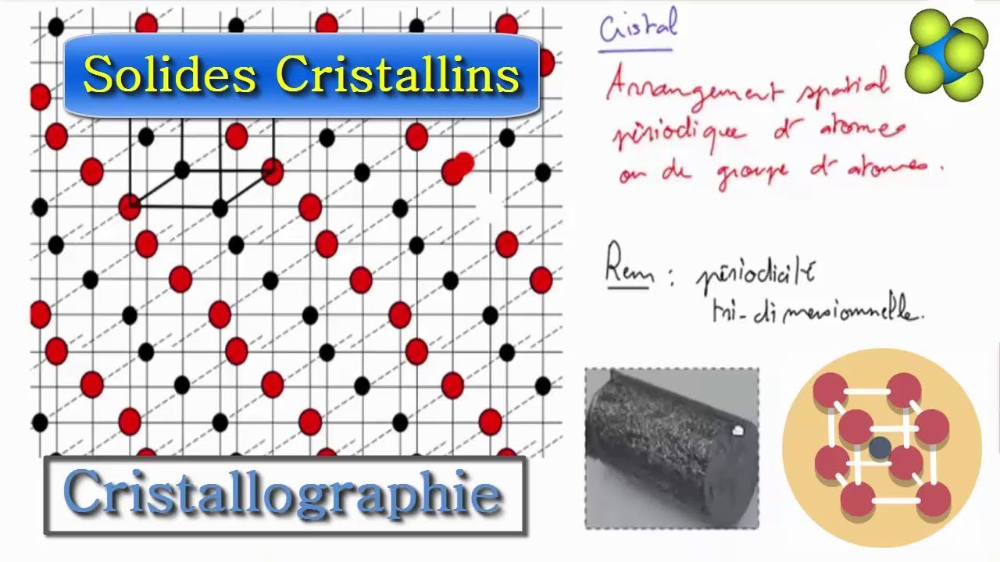 Solides Cristallins
Cristallographie
Cristal
Arrangement spatial
périodique d'atomes
ou de groupe d'atomes.
Rem : périodicité
tri-dimensionnelle.